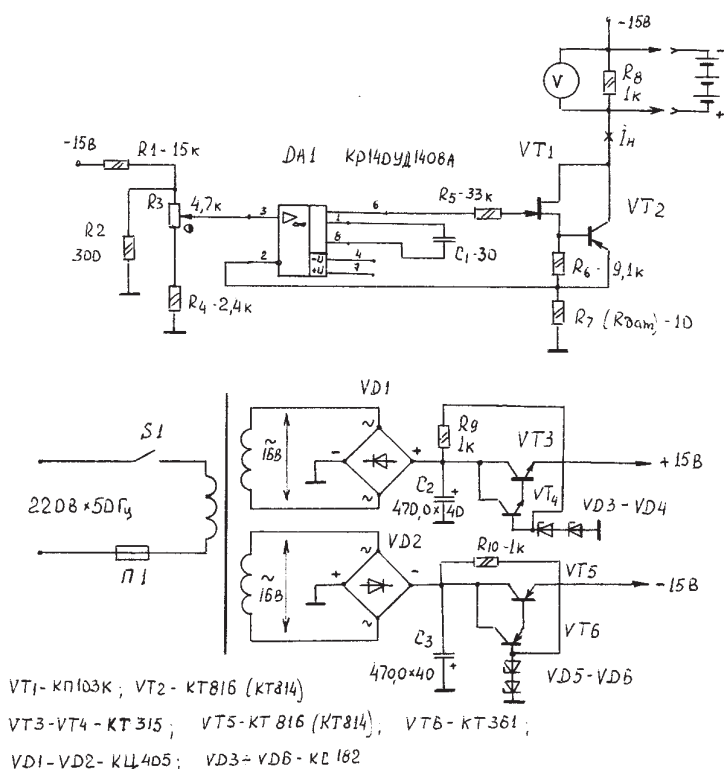 -15В
V
R8
1к
-
+
Iн
-15В
R1-15к
DA1 КР140УД1408А
VT1
R3
4,7к
3
6
R5-33к
VT2
∞
1
R2
300
8
C1-30
2
-U
4
+U
7
R6-9,1к
R4-2,4к
R7 (Rдат)-10
VD1
S1
~
~
16В
-
+
R9
1к
VT3
+15В
220В×50Гц
C2
+
470,0×40
VT4
VD3-VD4
~
VD2
R10-1к
П1
~
~
16В
+
-
VT5
-15В
~
C3
VT6
470,0×40
+
VD5-VD6
VT1-КП103К; VT2-КТ816 (КТ814)
VT3-VT4-КТ315; VT5-КТ816 (КТ814); VT6-КТ361;
VD1-VD2-КЦ405; VD3÷VD6-КС182